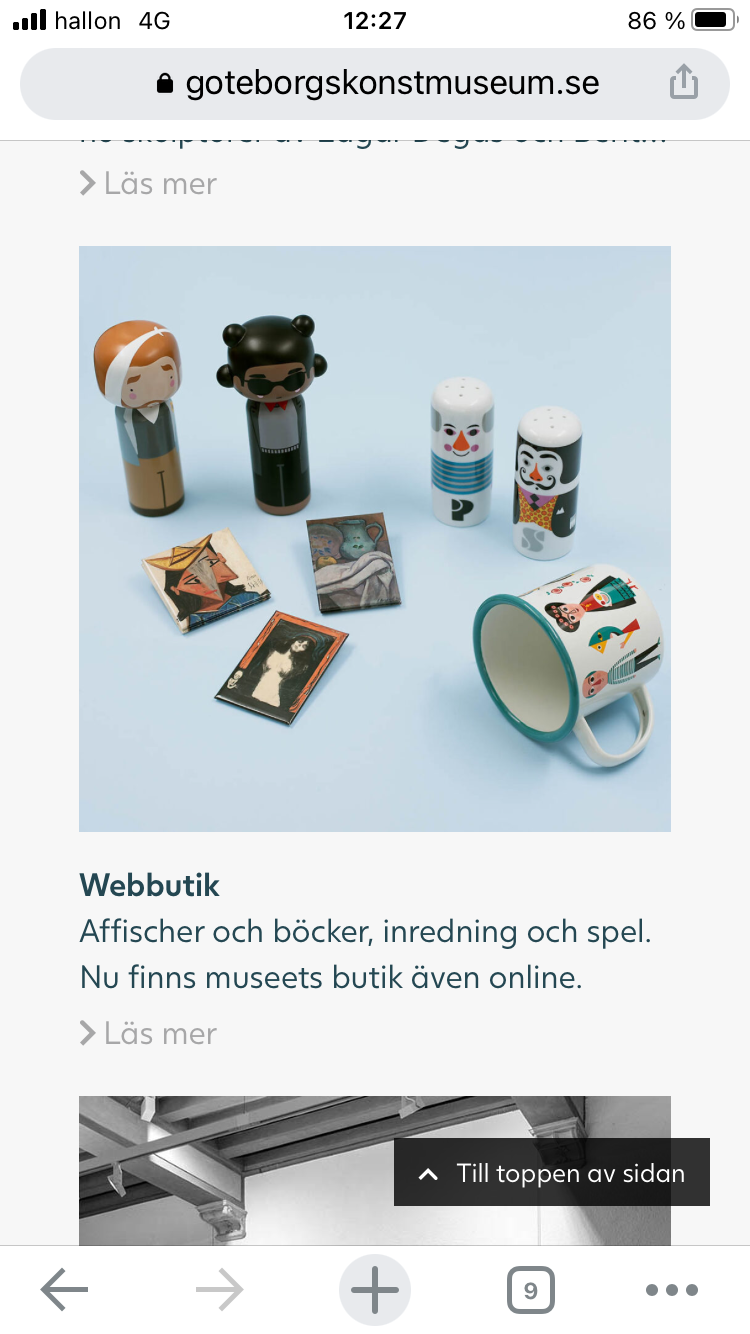 hallon 4G 12:27 86 %
goteborgskonstmuseum.se
Läs mer
P
S
Webbutik
Affischer och böcker, inredning och spel.
Nu finns museets butik även online.
Läs mer
Till toppen av sidan
9